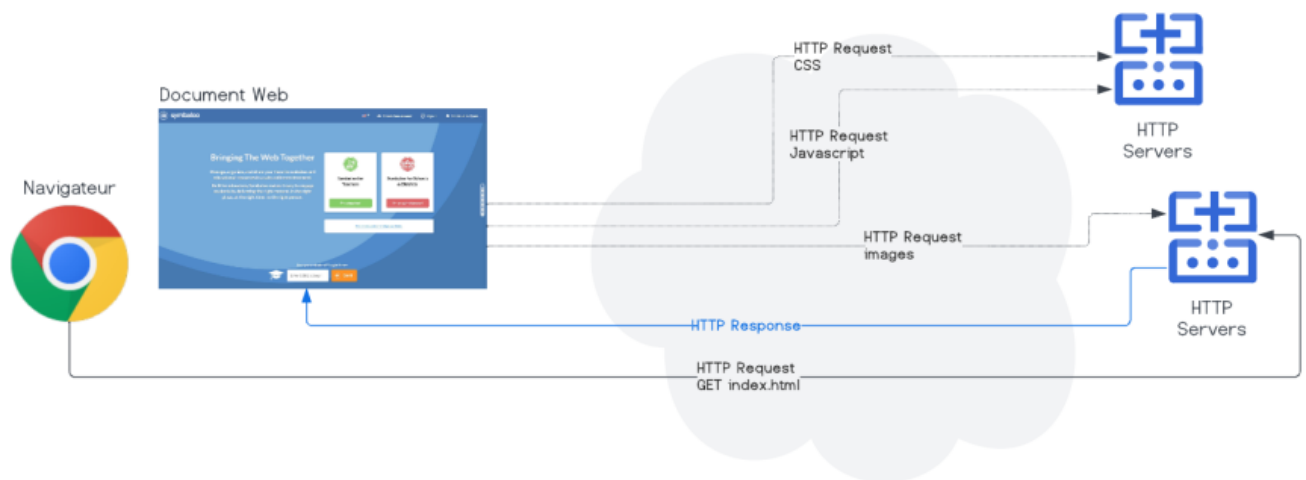 HTTP Request
CSS
Document Web
symbaloo
Bringing The Web Together
HTTP Request
Javascript
HTTP
Servers
Navigateur
HTTP Request
images
HTTP
Servers
HTTP Response
HTTP Request
GET index.html